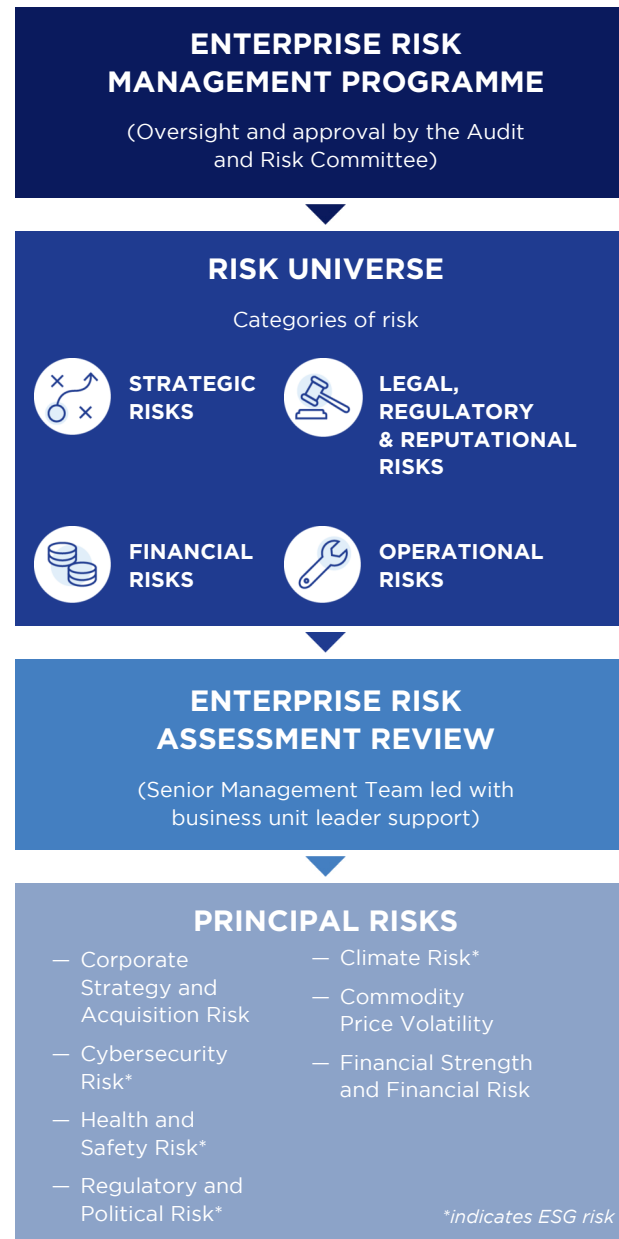 ENTERPRISE RISK
MANAGEMENT PROGRAMME
(Oversight and approval by the Audit
and Risk Committee)
RISK UNIVERSE
Categories of risk
STRATEGIC
RISKS
LEGAL,
REGULATORY
& REPUTATIONAL
RISKS
FINANCIAL
RISKS
OPERATIONAL
RISKS
ENTERPRISE RISK
ASSESSMENT REVIEW
(Senior Management Team led with
business unit leader support)
PRINCIPAL RISKS
— Corporate
Strategy and
Acquisition Risk
— Cybersecurity
Risk*
— Health and
Safety Risk*
— Regulatory and
Political Risk*
— Climate Risk*
— Commodity
Price Volatility
— Financial Strength
and Financial Risk
*indicates ESG risk